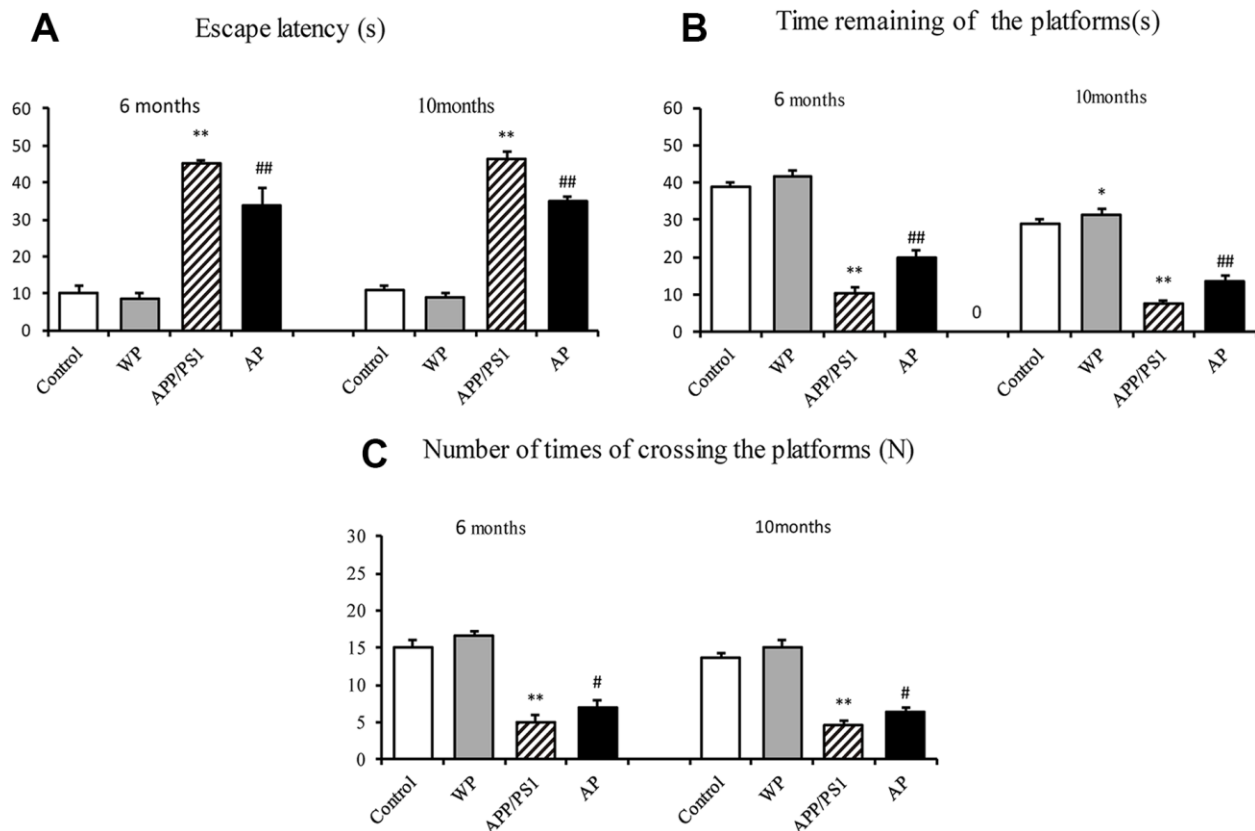 A
Escape latency (s)
6 months
10months
60
50
40
30
20
10
0
**
##
**
##
Control
WP
APP/PS1
AP
Control
WP
APP/PS1
AP
B
Time remaining of the platforms(s)
6 months
10months
60
50
40
30
20
10
0
**
##
0
*
**
##
Control
WP
APP/PS1
AP
Control
WP
APP/PS1
AP
C
Number of times of crossing the platforms (N)
6 months
10months
30
25
20
15
10
5
0
**
#
**
#
Control
WP
APP/PS1
AP
Control
WP
APP/PS1
AP